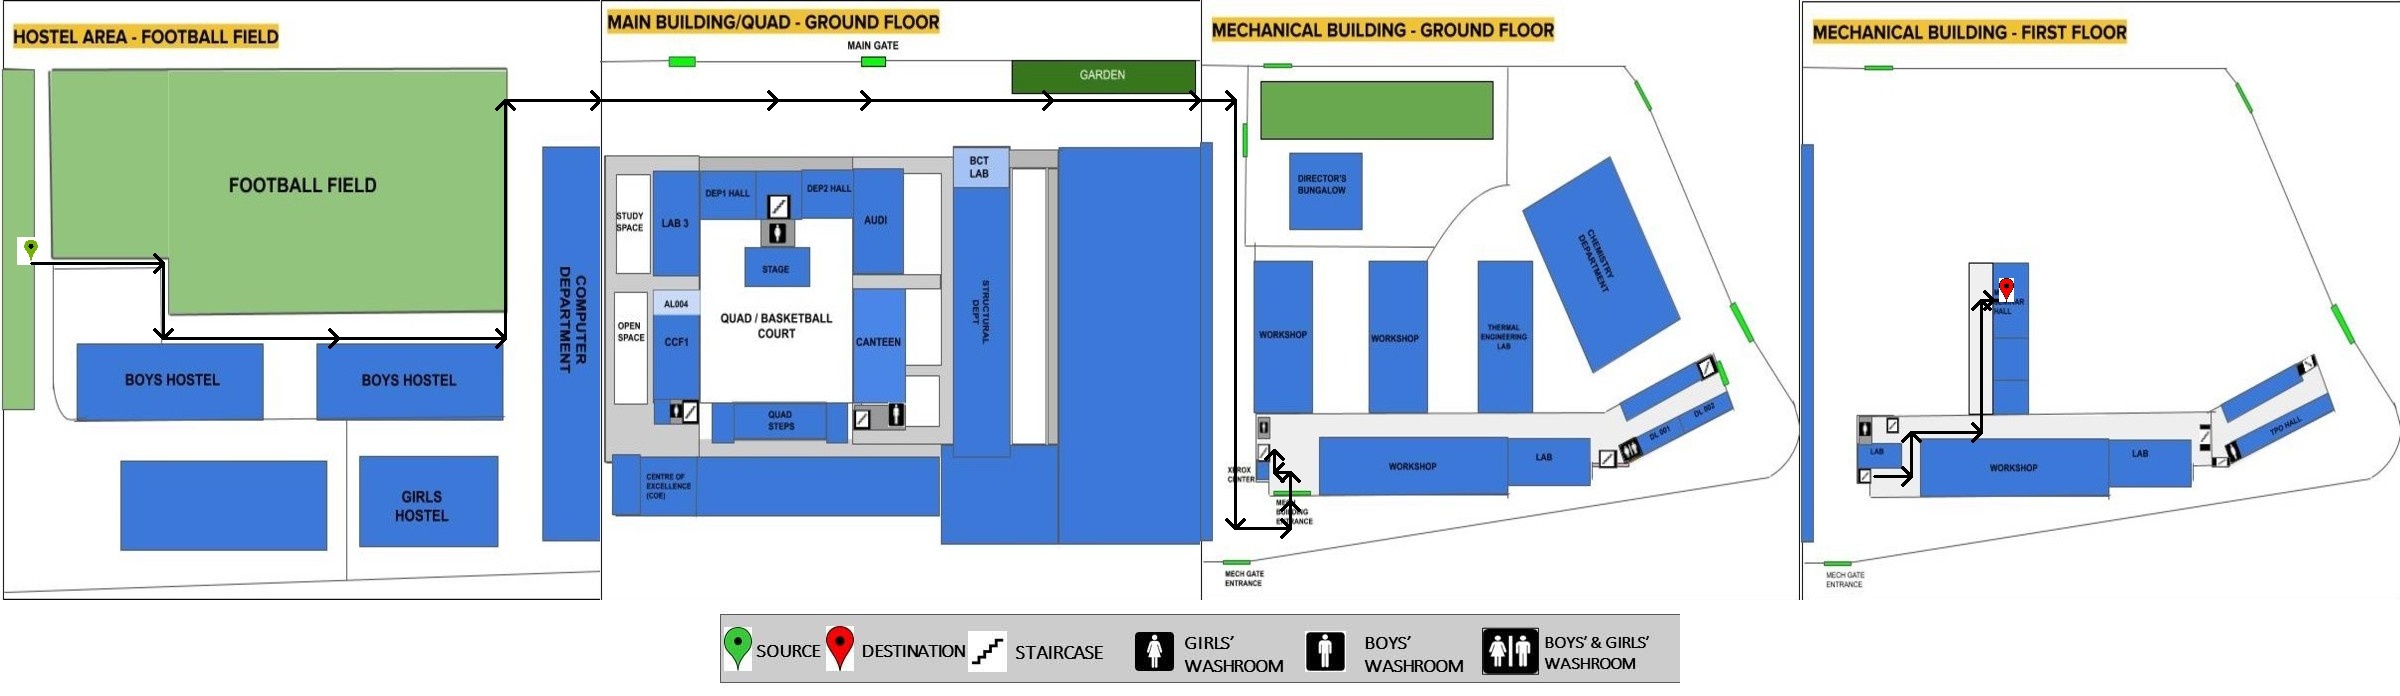 HOSTEL AREA - FOOTBALL FIELD
FOOTBALL FIELD
BOYS HOSTEL
BOYS HOSTEL
GIRLS
HOSTEL
COMPUTER
DEPARTMENT
MAIN BUILDING/QUAD - GROUND FLOOR
MAIN GATE
GARDEN
STUDY
SPACE
LAB 3
DEP1 HALL
DEP2 HALL
AUDI
BCT
LAB
STAGE
AL004
OPEN
SPACE
CCF1
QUAD / BASKETBALL
COURT
CANTEEN
STRUCTURAL
DEPT
QUAD
STEPS
CENTRE OF
EXCELLENCE
(COE)
MECHANICAL BUILDING - GROUND FLOOR
DIRECTOR'S
BUNGALOW
CHEMISTRY
DEPARTMENT
WORKSHOP
WORKSHOP
THERMAL
ENGINEERING
LAB
DL 002
DL 001
WORKSHOP
LAB
XEROX
CENTER
BUILDING
ENTRANCE
MECH GATE
ENTRANCE
MECHANICAL BUILDING - FIRST FLOOR
HALL
LAB
WORKSHOP
LAB
TPO HALL
MECH GATE
ENTRANCE
SOURCE
DESTINATION
STAIRCASE
GIRLS'
WASHROOM
BOYS'
WASHROOM
BOYS' & GIRLS'
WASHROOM